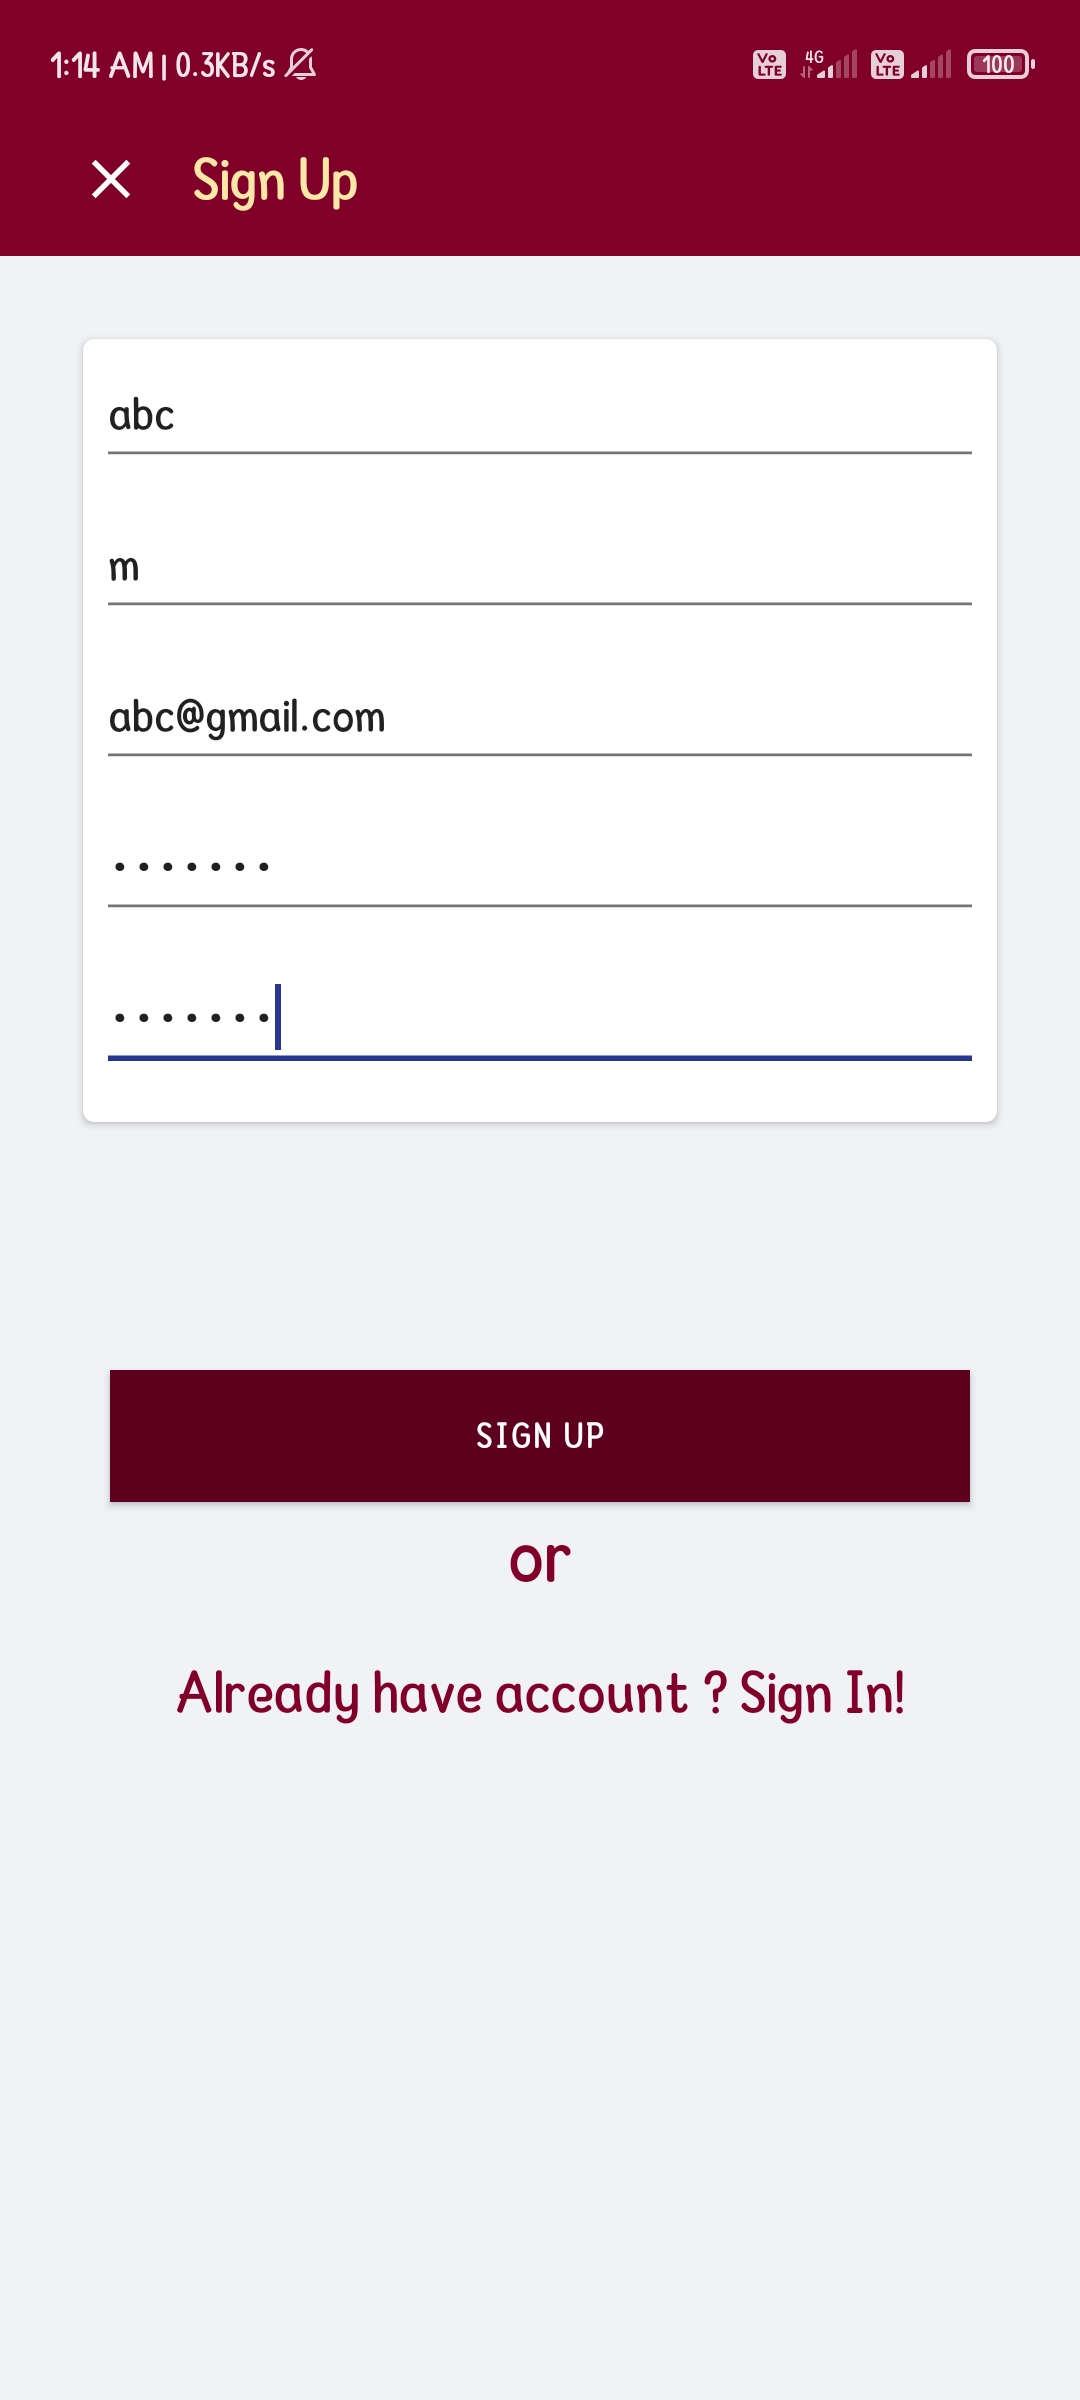 1:14 AM | 0.3KB/s Vo LTE 4G Vo LTE 100
Sign Up
abc
m
abc@gmail.com
.......
.......
SIGN UP
or
Already have account ? Sign In!